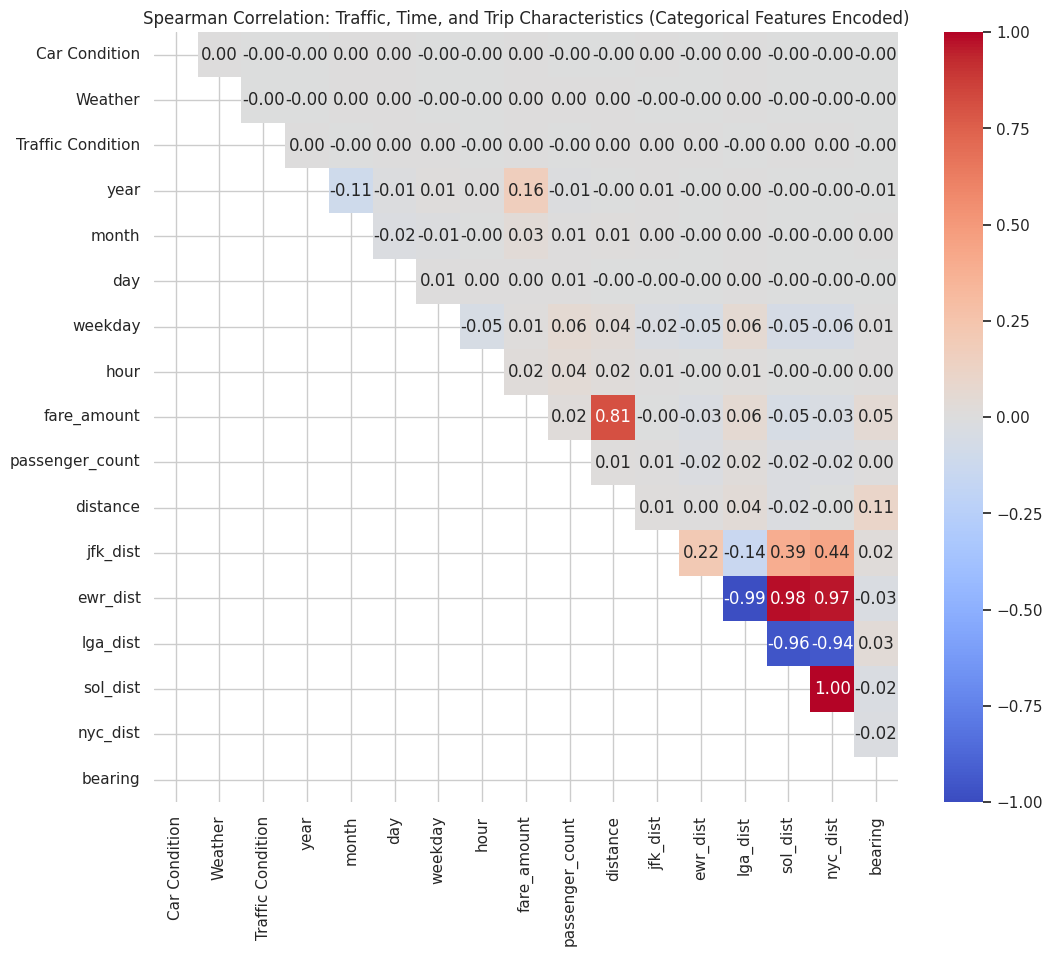 Spearman Correlation: Traffic, Time, and Trip Characteristics (Categorical Features Encoded)
Car Condition 0.00 -0.00 -0.00 0.00 -0.00 -0.00 -0.00 0.00 -0.00 -0.00 0.00 -0.00 0.00 -0.00 -0.00 -0.00
Weather -0.00 -0.00 0.00 0.00 -0.00 -0.00 0.00 0.00 0.00 -0.00 -0.00 0.00 -0.00 -0.00 -0.00
Traffic Condition 0.00 -0.00 0.00 0.00 -0.00 0.00 -0.00 0.00 0.00 0.00 -0.00 0.00 0.00 -0.00
year -0.11 -0.01 0.01 0.00 0.16 -0.01 -0.00 0.01 -0.00 0.00 -0.00 -0.00 -0.01
month -0.02 -0.01 -0.00 0.03 0.01 0.01 0.00 -0.00 0.00 -0.00 -0.00 0.00
day 0.01 0.00 0.00 0.01 -0.00 -0.00 -0.00 0.00 -0.00 -0.00 -0.00
weekday -0.05 0.01 0.06 0.04 -0.02 -0.05 0.06 -0.05 -0.06 0.01
hour 0.02 0.04 0.02 0.01 -0.00 0.01 -0.00 -0.00 0.00
fare_amount 0.02 0.81 -0.00 -0.03 0.06 -0.05 -0.03 0.05
passenger_count 0.01 0.01 -0.02 0.02 -0.02 -0.02 0.00
distance 0.01 0.00 0.04 -0.02 -0.00 0.11
jfk_dist 0.22 -0.14 0.39 0.44 0.02
ewr_dist -0.99 0.98 0.97 -0.03
lga_dist -0.96 -0.94 0.03
sol_dist 1.00 -0.02
nyc_dist -0.02
bearing
Car Condition
Weather
Traffic Condition
year
month
day
weekday
hour
fare_amount
passenger_count
distance
jfk_dist
ewr_dist
lga_dist
sol_dist
nyc_dist
bearing
1.00
0.75
0.50
0.25
0.00
-0.25
-0.50
-0.75
-1.00